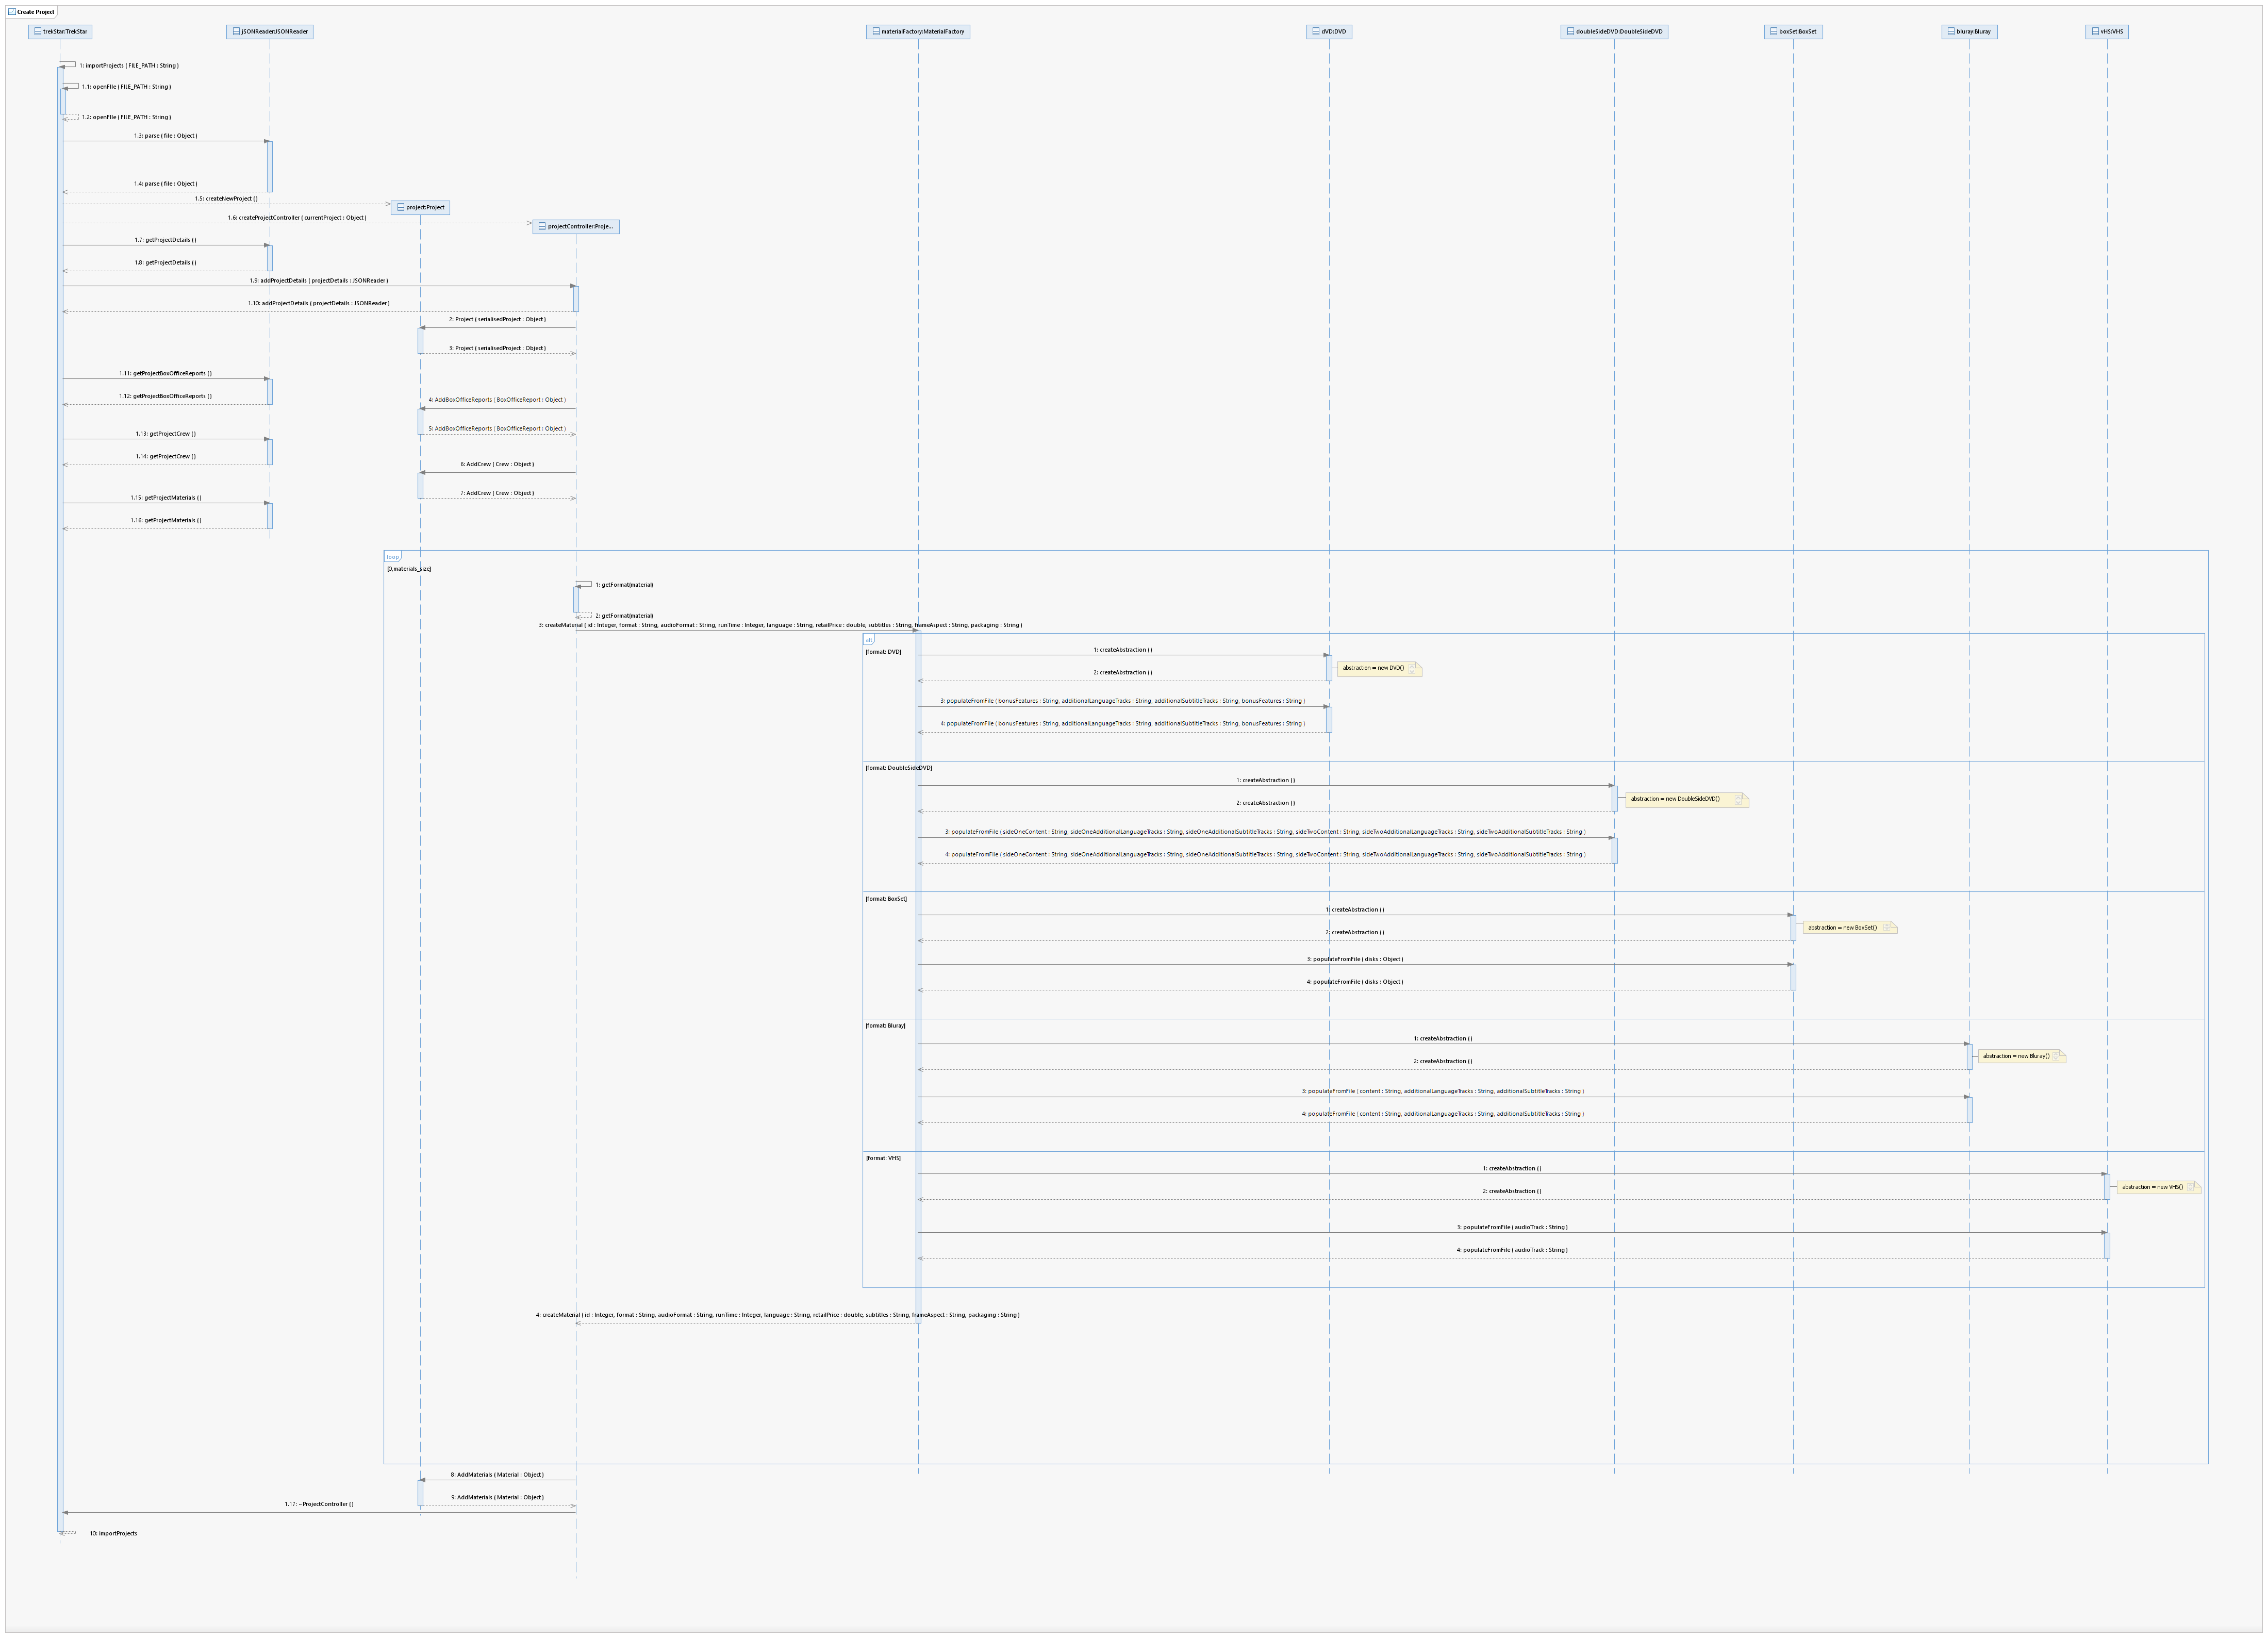 Create Project
trekStar:TrekStar
jSONReader:JSONReader
materialFactory:MaterialFactory
dVD:DVD
doubleSideDVD:DoubleSideDVD
boxSet:BoxSet
bluray:Bluray
vHS:VHS
1: importProjects ( FILE_PATH : String )
1.1: openFile ( FILE_PATH : String )
1.2: openFile ( FILE_PATH : String )
1.3: parse ( file : Object )
1.4: parse ( file : Object )
1.5: createNewProject ( )
project:Project
1.6: createProjectController ( currentProject : Object )
projectController:Proje...
1.7: getProjectDetails ( )
1.8: getProjectDetails ( )
1.9: addProjectDetails ( projectDetails : JSONReader )
1.10: addProjectDetails ( projectDetails : JSONReader )
2: Project ( serialisedProject : Object )
3: Project ( serialisedProject : Object )
1.11: getProjectBoxOfficeReports ( )
1.12: getProjectBoxOfficeReports ( )
4: AddBoxOfficeReports ( BoxOfficeReport : Object )
5: AddBoxOfficeReports ( BoxOfficeReport : Object )
1.13: getProjectCrew ( )
1.14: getProjectCrew ( )
6: AddCrew ( Crew : Object )
7: AddCrew ( Crew : Object )
1.15: getProjectMaterials ( )
1.16: getProjectMaterials ( )
loop
[0,materials_size]
1: getFormat(material)
2: getFormat(material)
3: createMaterial ( id : Integer, format : String, audioFormat : String, runTime : Integer, language : String, retailPrice : double, subtitles : String, frameAspect : String, packaging : String )
alt
[format: DVD]
1: createAbstraction ( )
abstraction = new DVD()
2: createAbstraction ( )
3: populateFromFile ( bonusFeatures : String, additionalLanguageTracks : String, additionalSubtitleTracks : String, bonusFeatures : String )
4: populateFromFile ( bonusFeatures : String, additionalLanguageTracks : String, additionalSubtitleTracks : String, bonusFeatures : String )
[format: DoubleSideDVD]
1: createAbstraction ( )
abstraction = new DoubleSideDVD()
2: createAbstraction ( )
3: populateFromFile ( sideOneContent : String, sideOneAdditionalLanguageTracks : String, sideOneAdditionalSubtitleTracks : String, sideTwoContent : String, sideTwoAdditionalLanguageTracks : String, sideTwoAdditionalSubtitleTracks : String )
4: populateFromFile ( sideOneContent : String, sideOneAdditionalLanguageTracks : String, sideOneAdditionalSubtitleTracks : String, sideTwoContent : String, sideTwoAdditionalLanguageTracks : String, sideTwoAdditionalSubtitleTracks : String )
[format: BoxSet]
1: createAbstraction ( )
abstraction = new BoxSet()
2: createAbstraction ( )
3: populateFromFile ( disks : Object )
4: populateFromFile ( disks : Object )
[format: Bluray]
1: createAbstraction ( )
abstraction = new Bluray()
2: createAbstraction ( )
3: populateFromFile ( content : String, additionalLanguageTracks : String, additionalSubtitleTracks : String )
4: populateFromFile ( content : String, additionalLanguageTracks : String, additionalSubtitleTracks : String )
[format: VHS]
1: createAbstraction ( )
abstraction = new VHS()
2: createAbstraction ( )
3: populateFromFile ( audioTrack : String )
4: populateFromFile ( audioTrack : String )
4: createMaterial ( id : Integer, format : String, audioFormat : String, runTime : Integer, language : String, retailPrice : double, subtitles : String, frameAspect : String, packaging : String )
8: AddMaterials ( Material : Object )
9: AddMaterials ( Material : Object )
1.17: ~ProjectController ( )
10: importProjects